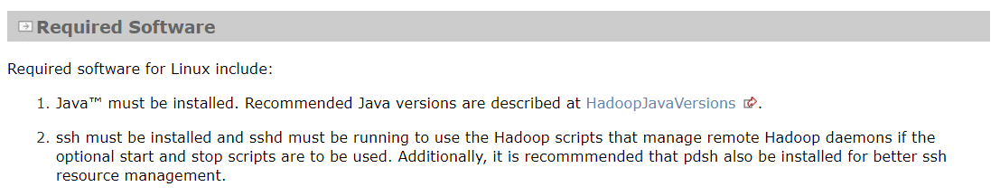 Required Software
Required software for Linux include:
1. Java™ must be installed. Recommended Java versions are described at HadoopJavaVersions .
2. ssh must be installed and sshd must be running to use the Hadoop scripts that manage remote Hadoop daemons if the
optional start and stop scripts are to be used. Additionally, it is recommmended that pdsh also be installed for better ssh
resource management.